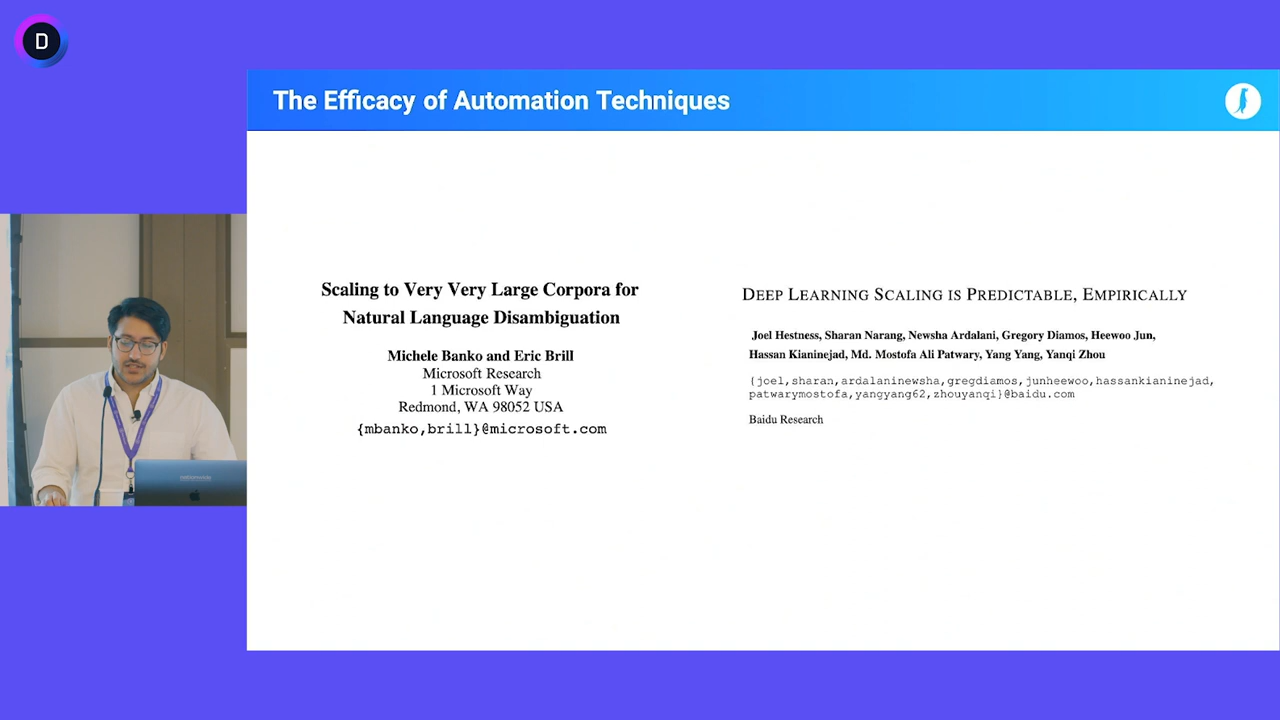 D
The Efficacy of Automation Techniques
Scaling to Very Very Large Corpora for
Natural Language Disambiguation
Michele Banko and Eric Brill
Microsoft Research
1 Microsoft Way
Redmond, WA 98052 USA
{mbanko,brill}@microsoft.com
DEEP LEARNING SCALING IS PREDICTABLE, EMPIRICALLY
Joel Hestness, Sharan Narang, Newsha Ardalani, Gregory Diamos, Heewoo Jun,
Hassan Kianinejad, Md. Mostofa Ali Patwary, Yang Yang, Yanqi Zhou
{joel,sharan,ardalaninewsha,gregdiamos,junheewoo,hassankianinejad,
patwarymostofa,yangyang62,zhouyanqi}@baidu.com
Baidu Research